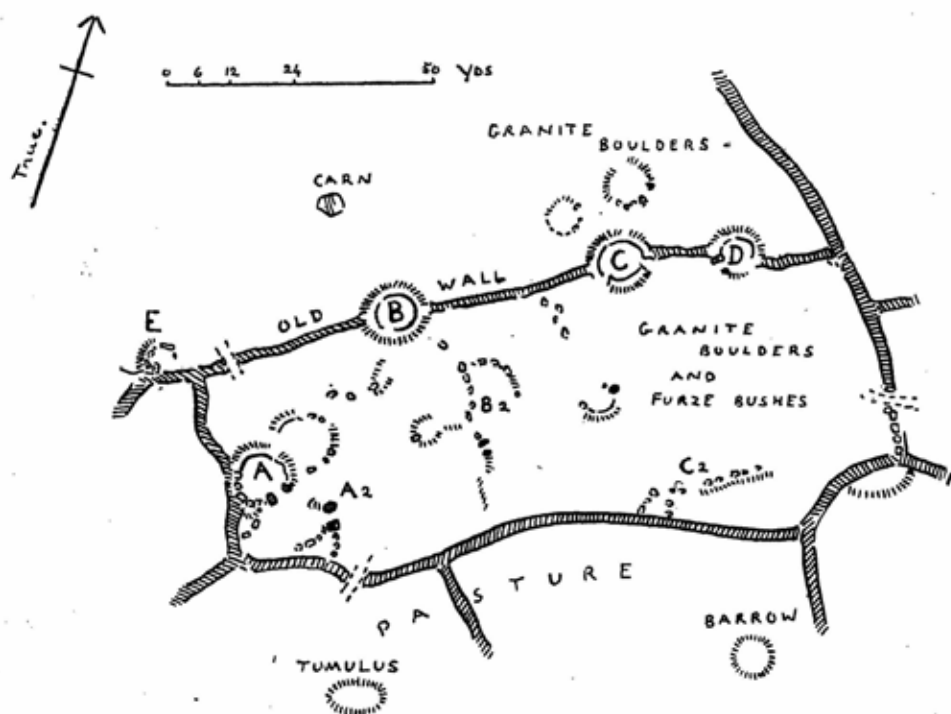 True.
0 6 12 24 50 YDS
GRANITE
BOULDERS -
CARN
C
D
WALL
B
OLD
E
GRANITE
BOULDERS
AND
FURZE BUSHES
B2
A
A2
C2
PASTURE
BARROW
TUMULUS